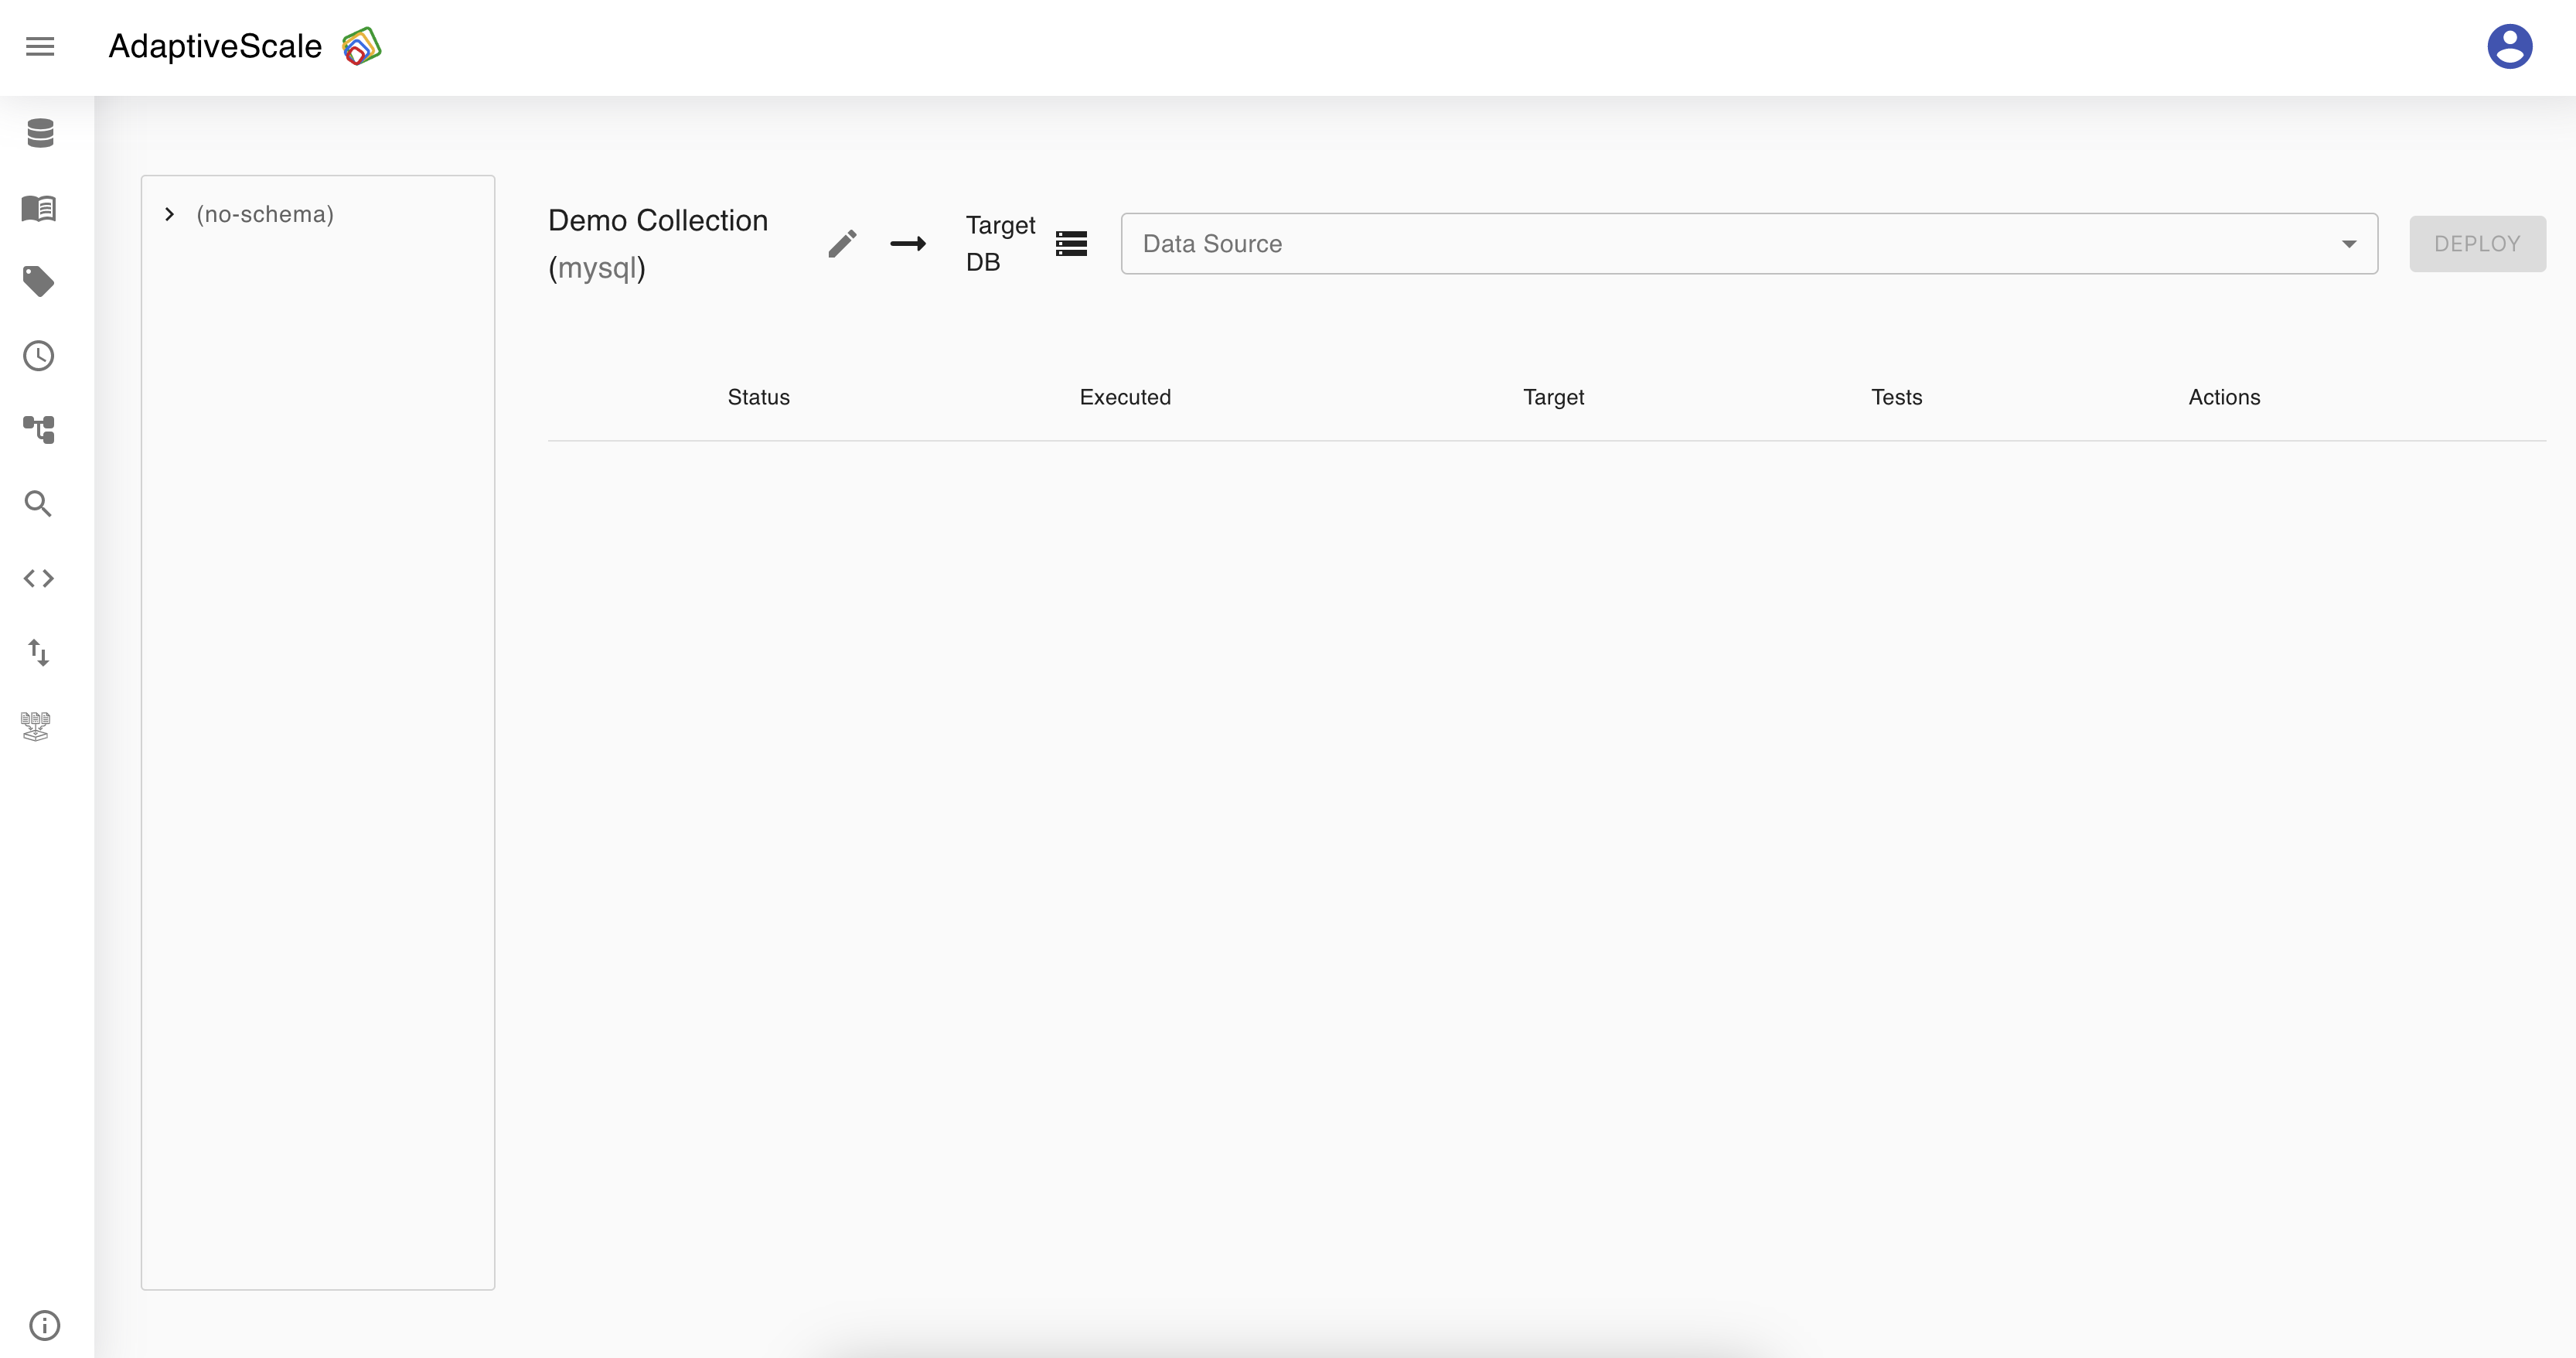 AdaptiveScale
(no-schema)
Demo Collection
(mysql)
Target
DB
Data Source
DEPLOY
Status Executed Target Tests Actions